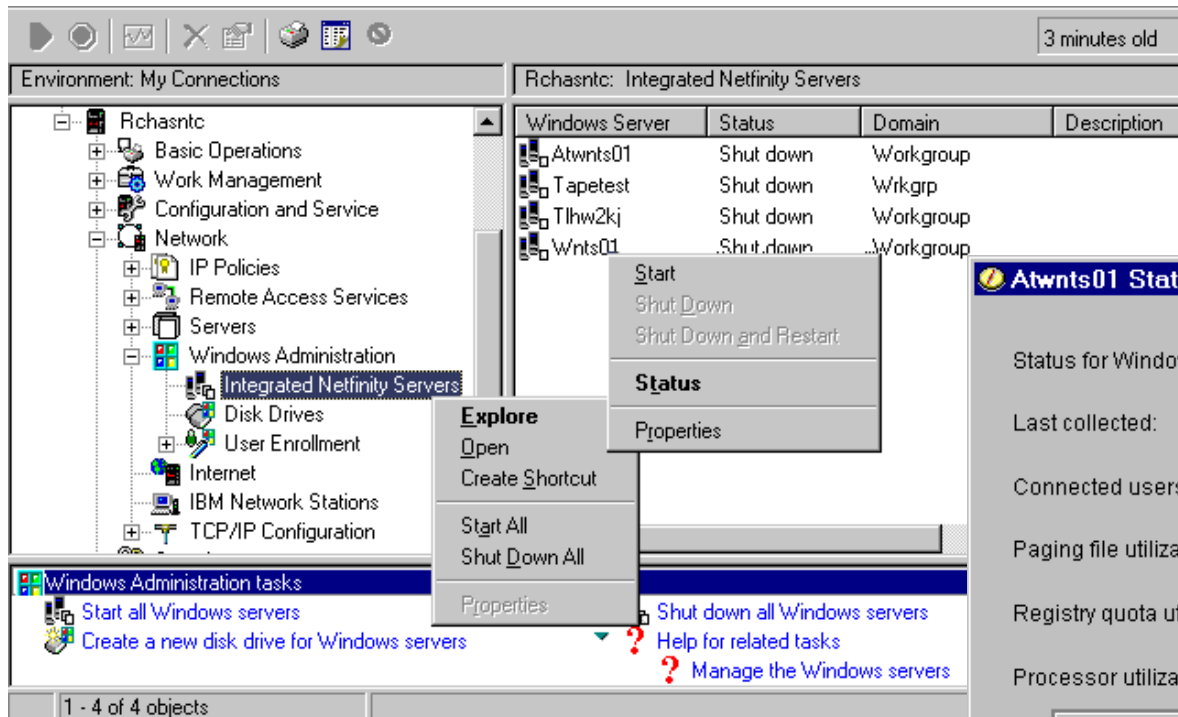 3 minutes old
Environment: My Connections
Rchasntc: Integrated Netfinity Servers
Rchasntc
Basic Operations
Work Management
Configuration and Service
Network
IP Policies
Remote Access Services
Servers
Windows Administration
Integrated Netfinity Servers
Disk Drives
User Enrollment
Internet
IBM Network Stations
TCP/IP Configuration
Windows Server Status Domain Description
Atwnts01 Shut down Workgroup
Tapetest Shut down Wrkgrp
Tlhw2kj Shut down Workgroup
Wnts01 Shut down Workgroup
Start
Shut Down
Shut Down and Restart
Status
Properties
Explore
Open
Create Shortcut
Start All
Shut Down All
Properties
Atwnts01 Stat
Status for Window
Last collected:
Connected users
Paging file utiliza
Registry quota ut
Processor utiliza
Windows Administration tasks
Start all Windows servers
Create a new disk drive for Windows servers
Shut down all Windows servers
Help for related tasks
Manage the Windows servers
1 - 4 of 4 objects